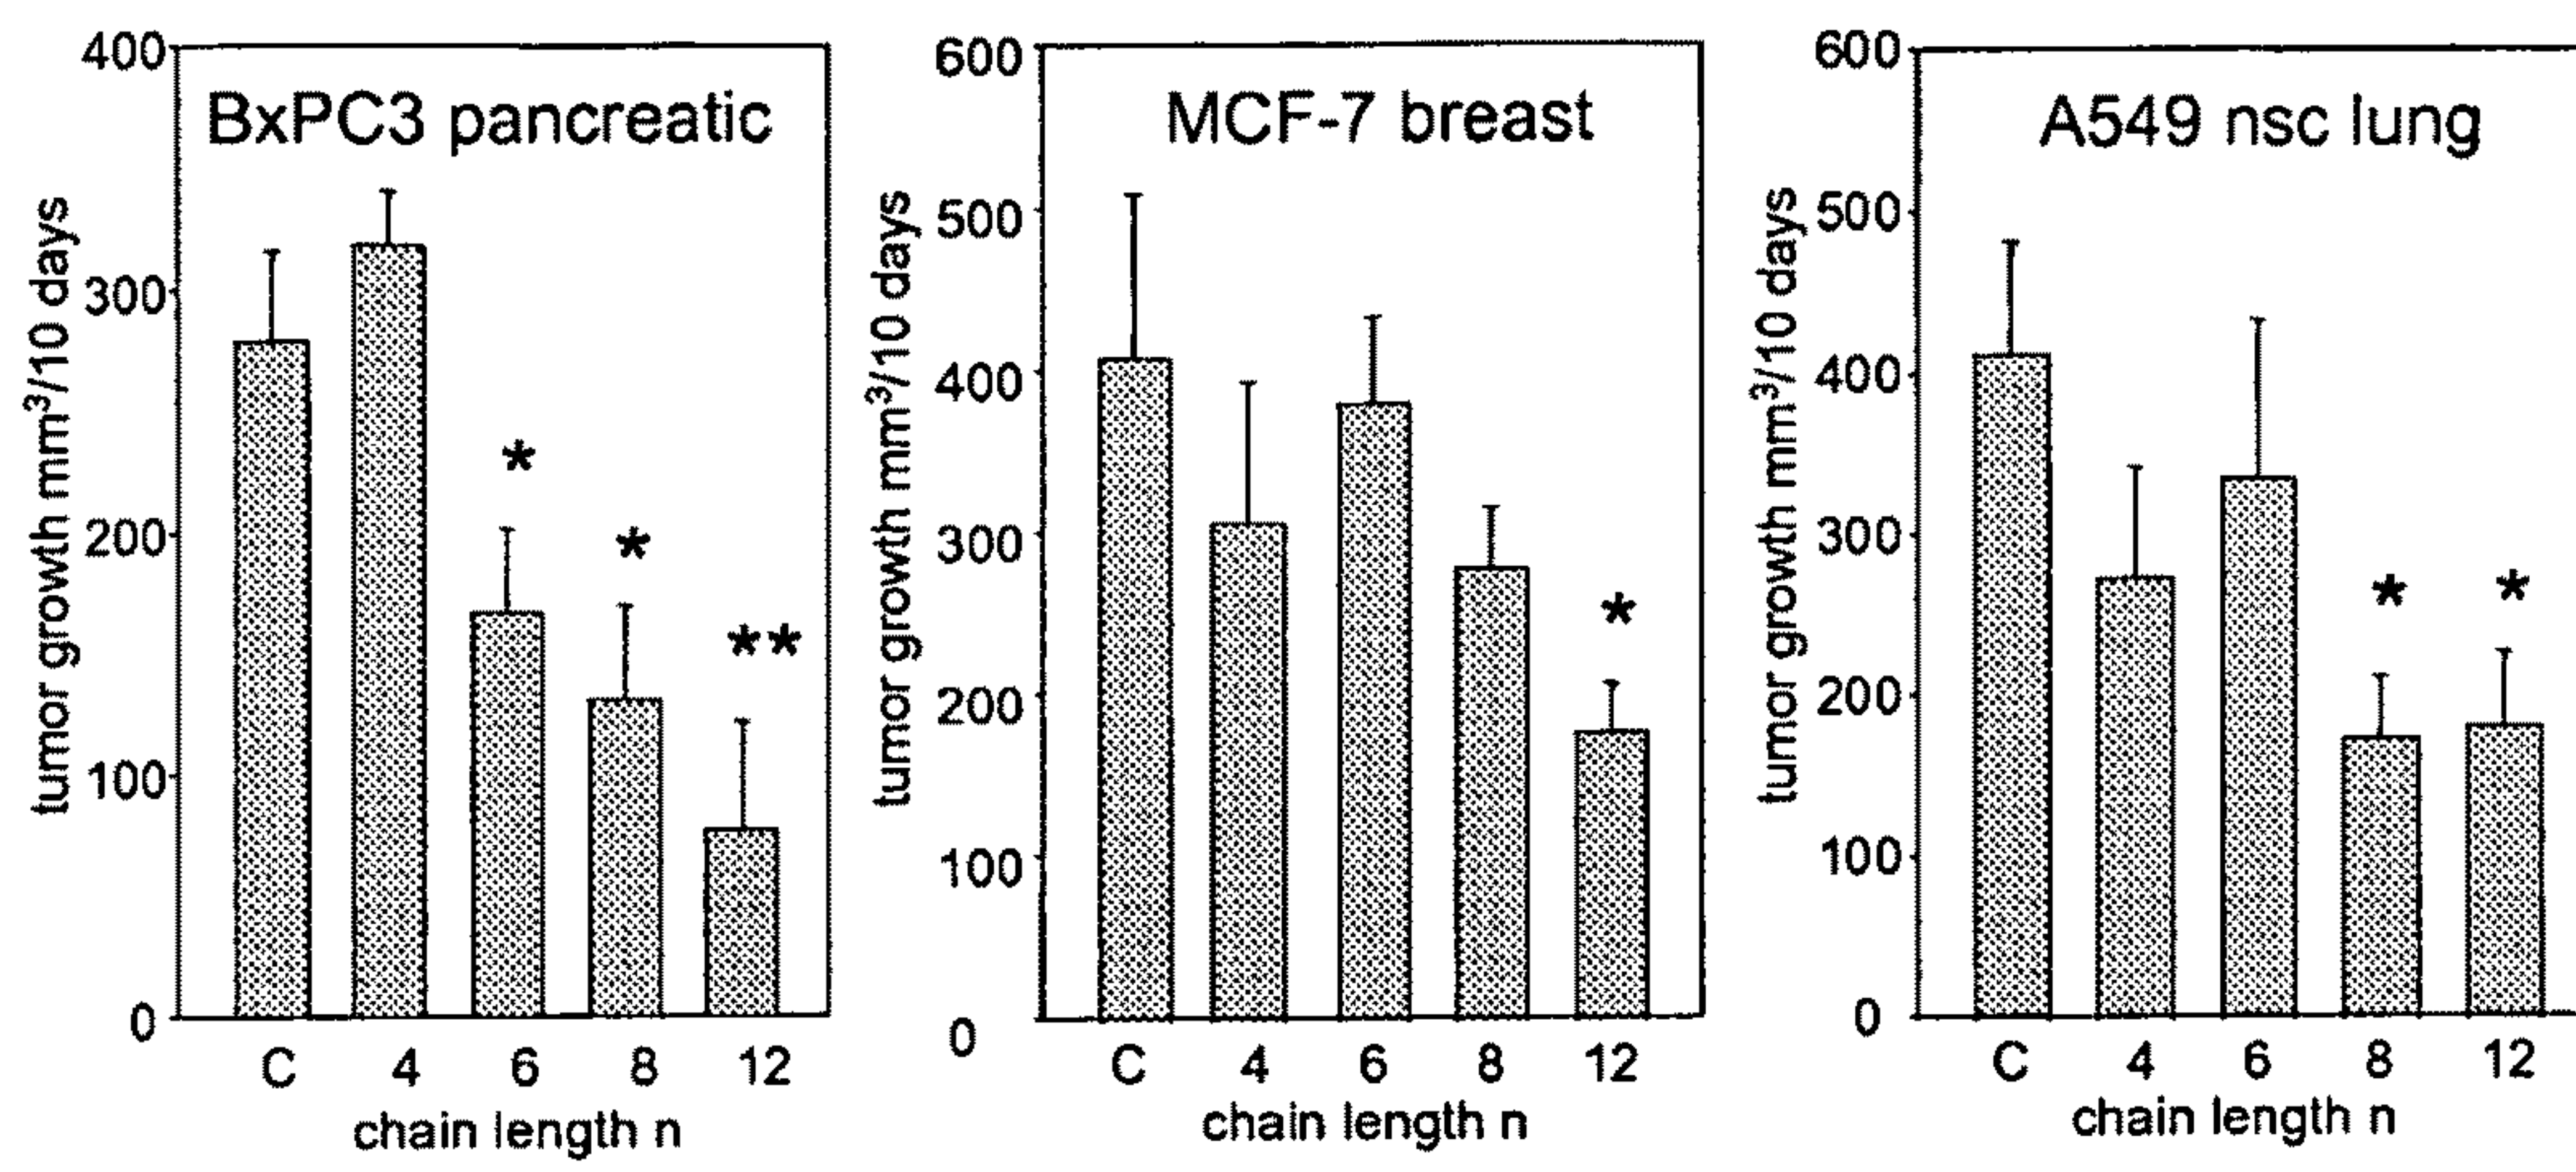 BxPC3 pancreatic
tumor growth mm³/10 days
400
300
200
100
0
*
*
**
C 4 6 8 12
chain length n
MCF-7 breast
tumor growth mm³/10 days
600
500
400
300
200
100
0
*
C 4 6 8 12
chain length n
A549 nsc lung
tumor growth mm³/10 days
600
500
400
300
200
100
0
*
*
C 4 6 8 12
chain length n